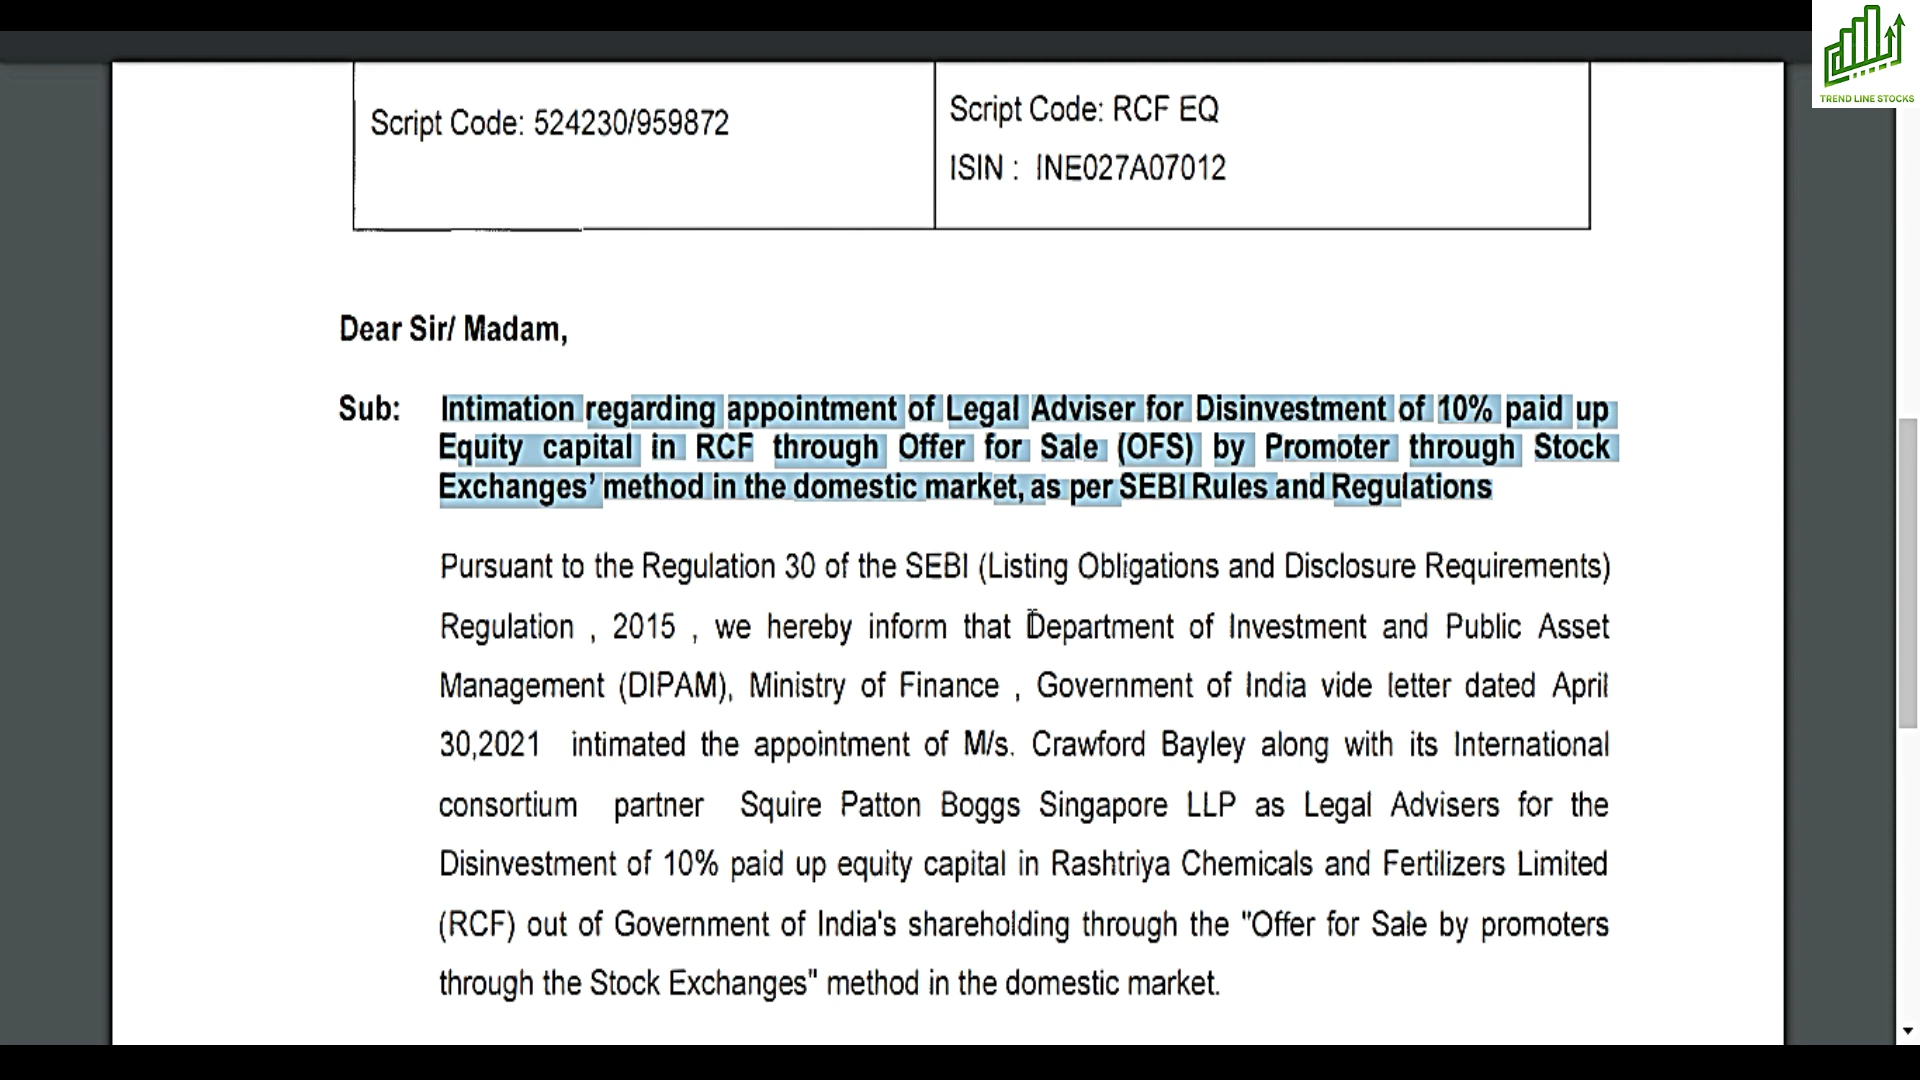 TREND LINE STOCKS
Script Code: 524230/959872
Script Code: RCF EQ
ISIN : INE027A07012
Dear Sir/ Madam,
Sub: Intimation regarding appointment of Legal Adviser for Disinvestment of 10% paid up
Equity capital in RCF through Offer for Sale (OFS) by Promoter through Stock
Exchanges' method in the domestic market, as per SEBI Rules and Regulations
Pursuant to the Regulation 30 of the SEBI (Listing Obligations and Disclosure Requirements)
Regulation , 2015 , we hereby inform that Department of Investment and Public Asset
Management (DIPAM), Ministry of Finance , Government of India vide letter dated April
30,2021 intimated the appointment of M/s. Crawford Bayley along with its International
consortium partner Squire Patton Boggs Singapore LLP as Legal Advisers for the
Disinvestment of 10% paid up equity capital in Rashtriya Chemicals and Fertilizers Limited
(RCF) out of Government of India's shareholding through the "Offer for Sale by promoters
through the Stock Exchanges" method in the domestic market.